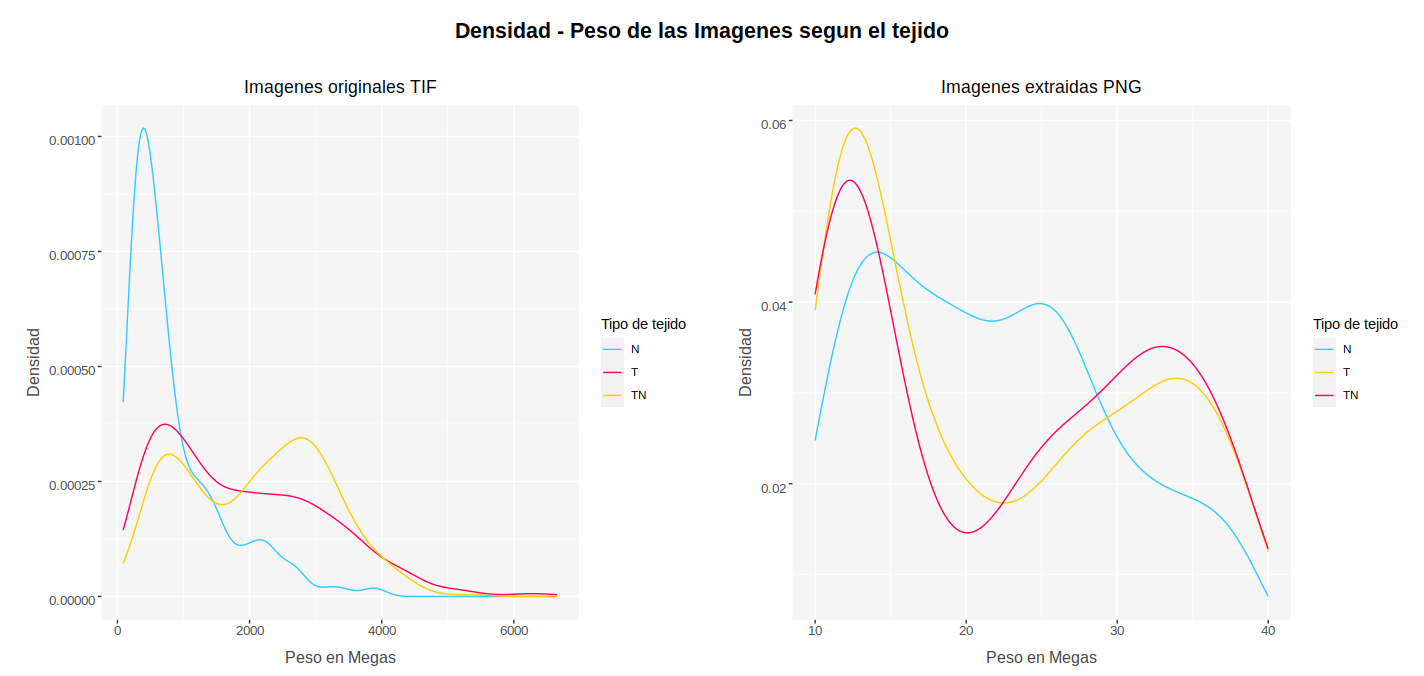 Densidad - Peso de las Imagenes segun el tejido
Imagenes originales TIF
0.00100
0.00075
0.00050
0.00025
0.00000
Densidad
0
2000
4000
6000
Peso en Megas
Tipo de tejido
N
T
TN
Imagenes extraidas PNG
0.06
0.04
0.02
Densidad
10
20
30
40
Peso en Megas
Tipo de tejido
N
T
TN